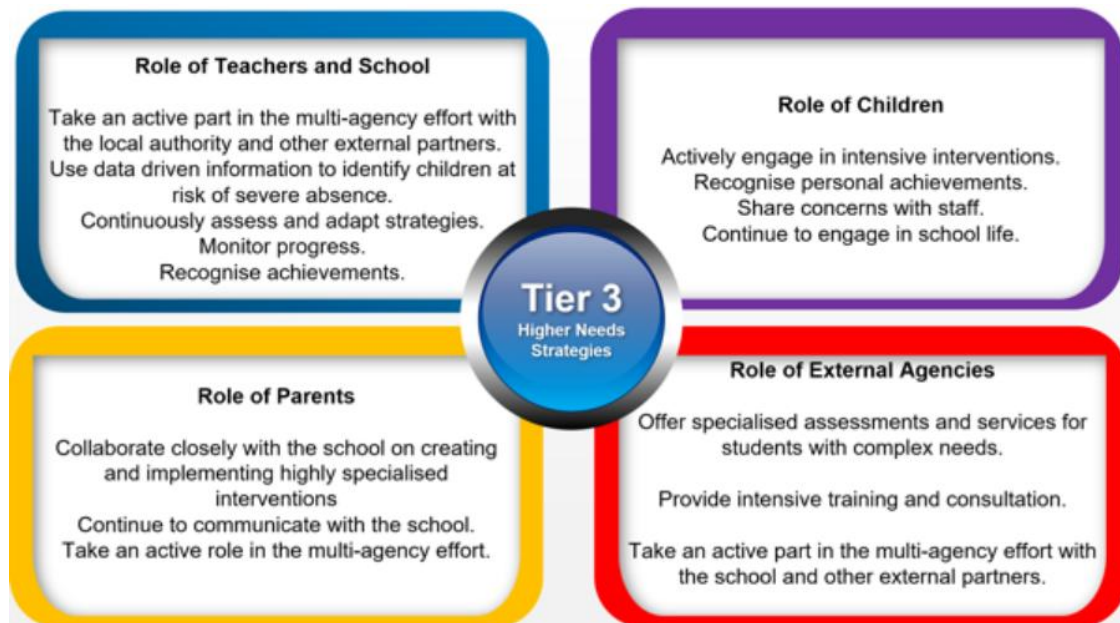 Role of Teachers and School
Take an active part in the multi-agency effort with
the local authority and other external partners.
Use data driven information to identify children at
risk of severe absence.
Continuously assess and adapt strategies.
Monitor progress.
Recognise achievements.
Role of Children
Actively engage in intensive interventions.
Recognise personal achievements.
Share concerns with staff.
Continue to engage in school life.
Tier 3
Higher Needs
Strategies
Role of Parents
Collaborate closely with the school on creating
and implementing highly specialised
interventions
Continue to communicate with the school.
Take an active role in the multi-agency effort.
Role of External Agencies
Offer specialised assessments and services for
students with complex needs.
Provide intensive training and consultation.
Take an active part in the multi-agency effort with
the school and other external partners.